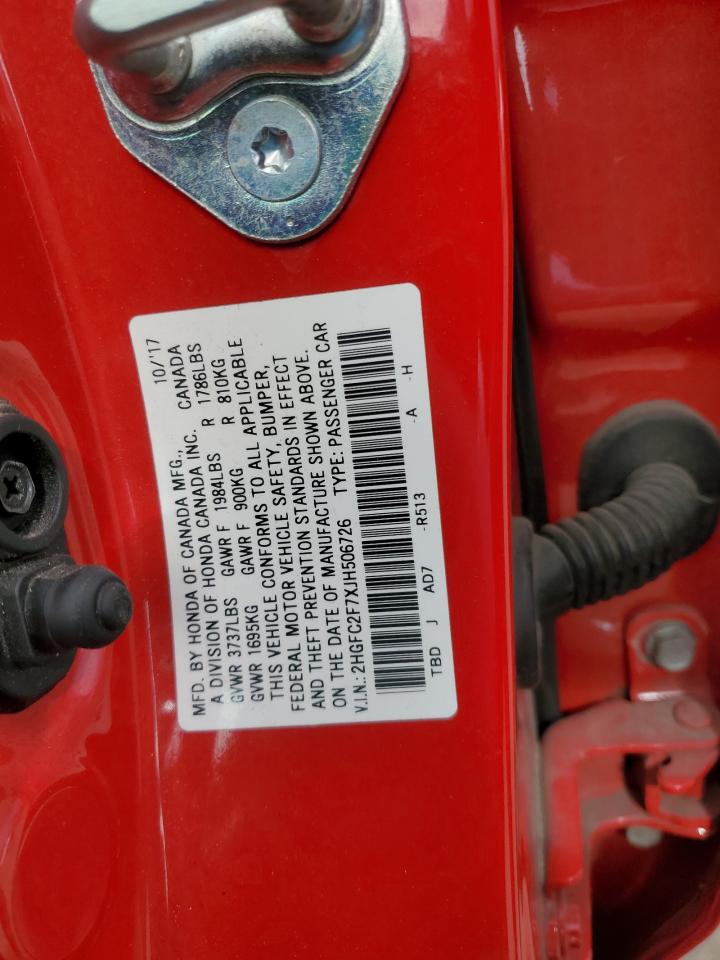 MFD. BY HONDA OF CANADA MFG., 10/'17
A DIVISION OF HONDA CANADA INC. CANADA
GVWR 3737LBS GAWR F 1984LBS R 1786LBS
GVWR 1695KG GAWR F 900KG R 810KG
THIS VEHICLE CONFORMS TO ALL APPLICABLE
FEDERAL MOTOR VEHICLE SAFETY, BUMPER,
AND THEFT PREVENTION STANDARDS IN EFFECT
ON THE DATE OF MANUFACTURE SHOWN ABOVE.
V.I.N.: 2HGFC2F7XJH506726 TYPE: PASSENGER CAR
TBD J AD7 -R513 -A -H